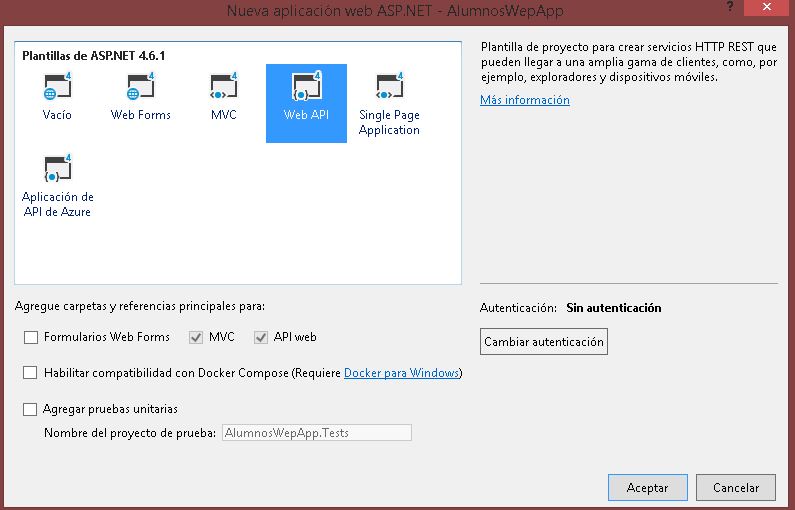 Nueva aplicación web ASP.NET - AlumnosWepApp
?
Plantillas de ASP.NET 4.6.1
Vacío
Web Forms
MVC
Web API
Single Page
Application
Aplicación de
API de Azure
Plantilla de proyecto para crear servicios HTTP REST que
pueden llegar a una amplia gama de clientes, como, por
ejemplo, exploradores y dispositivos móviles.
Más información
Agregue carpetas y referencias principales para:
Formularios Web Forms
MVC
API web
Habilitar compatibilidad con Docker Compose (Requiere Docker para Windows)
Agregar pruebas unitarias
Nombre del proyecto de prueba: AlumnosWepApp.Tests
Autenticación: Sin autenticación
Cambiar autenticación
Aceptar
Cancelar